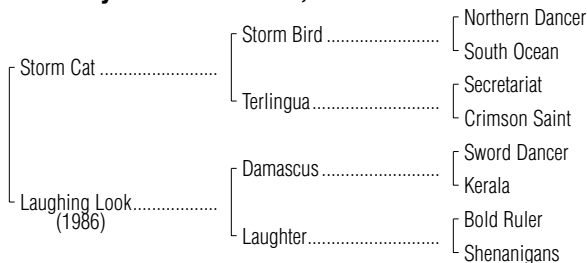 Northern Dancer
Storm Bird ........................
South Ocean
Storm Cat ........................
Secretariat
Terlingua ..........................
Crimson Saint
Sword Dancer
Damascus ........................
Kerala
Laughing Look.................
(1986)
Bold Ruler
Laughter...........................
Shenanigans